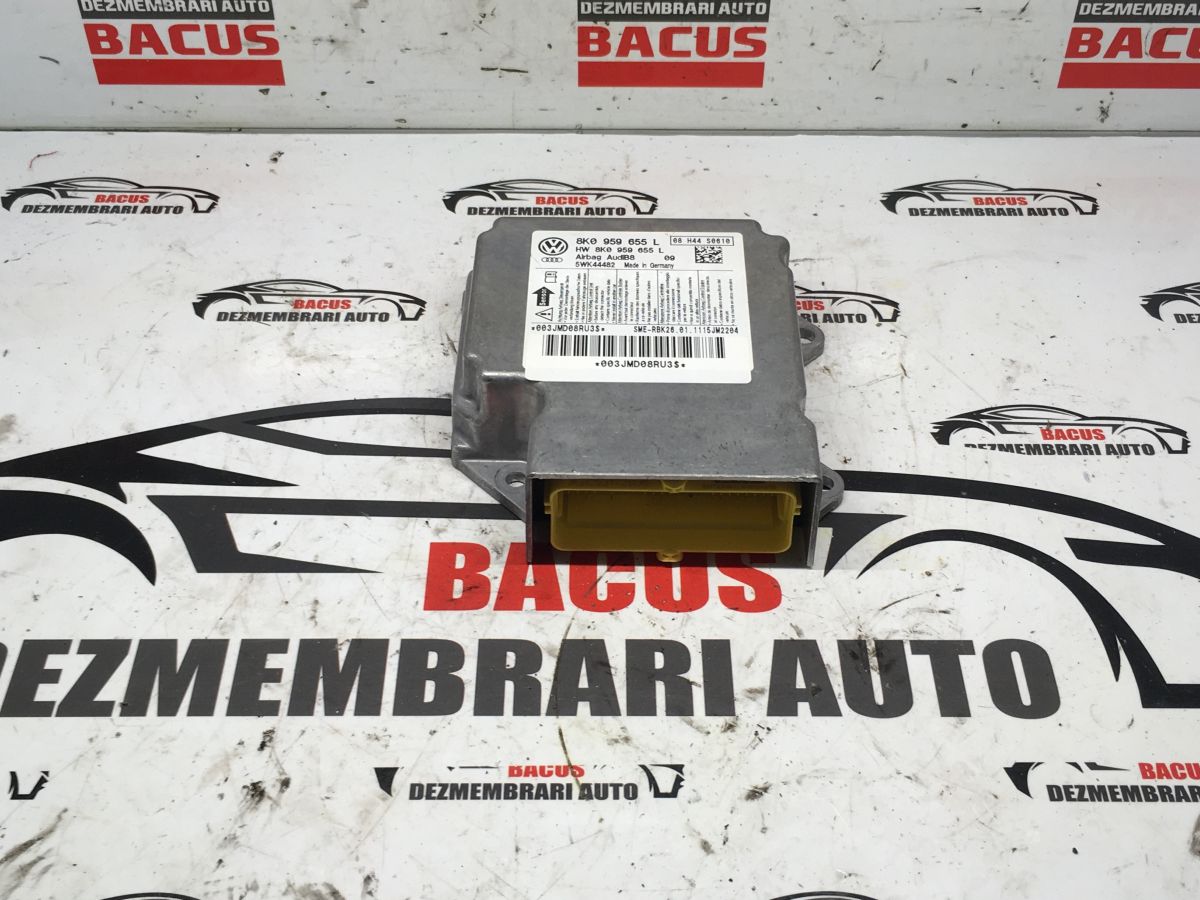 DEZMEMBRARI AUTO
BACUS
DEZMEMBRARI AUTO
BACUS
DEZMEMBRARI AUTO
BACUS
BACUS
DEZMEMBRARI AUTO
BACUS
DEZMEMBRARI AUTO
BACUS
DEZMEMBRARI AUTO
8K0 959 655 L
08 H44 S0610
HW 8K0 959 655 L
Airbag AudiB8 09
5WK44482 Made in Germany
Sensor
*003JMD08RU3$* SME-RBK26.01.1115JM2204
*003JMD08RU3$*
BACUS
DEZMEMBRARI AUTO
BACUS
DEZMEMBRARI AUTO
BACUS
DEZMEMBRARI AUTO
BACUS
DEZMEMBRARI AUTO
BACUS
DEZMEMBRARI AUTO